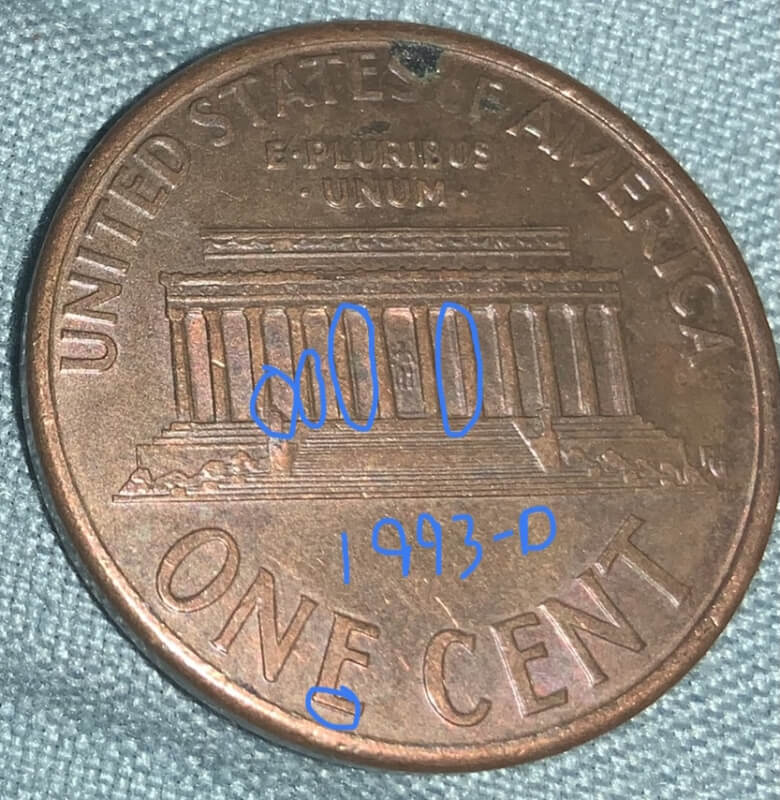 UNITED STATES OF AMERICA
E·PLURIBUS
·UNUM·
1993-D
ONE CENT